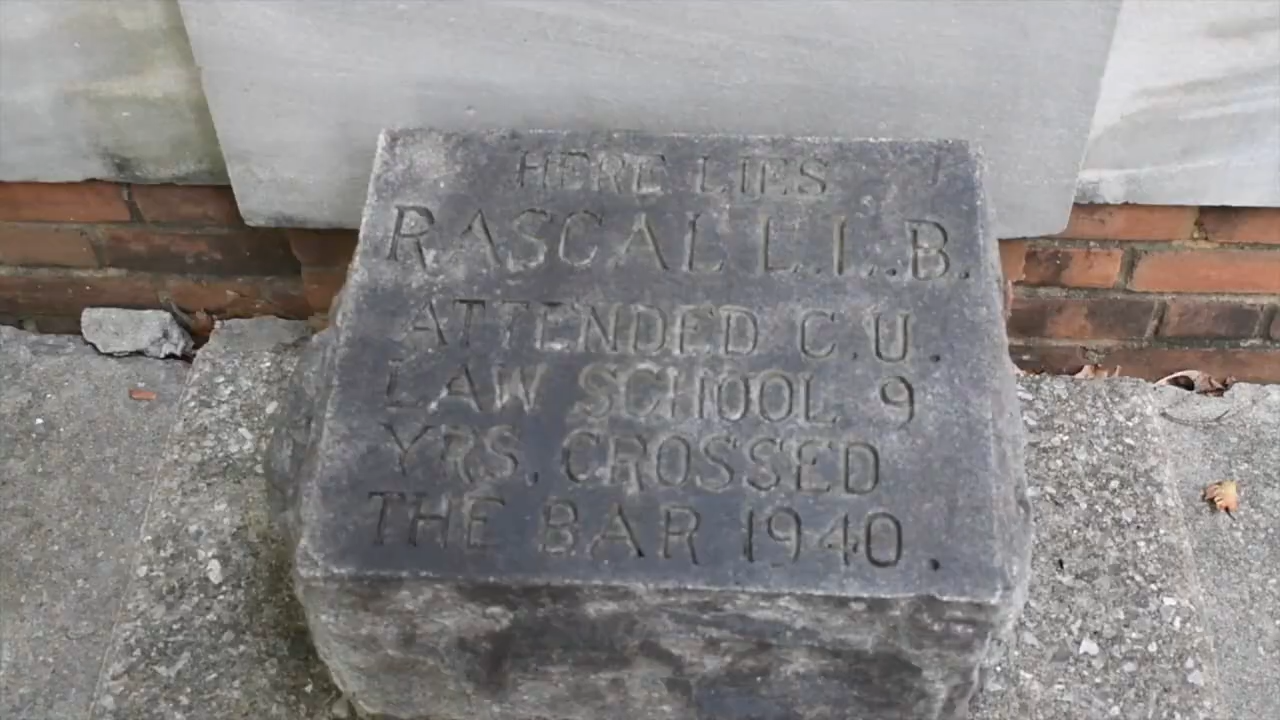 HERE LIES
RASCAL L.L.B.
ATTENDED C.U.
LAW SCHOOL 9
YRS. CROSSED
THE BAR 1940.